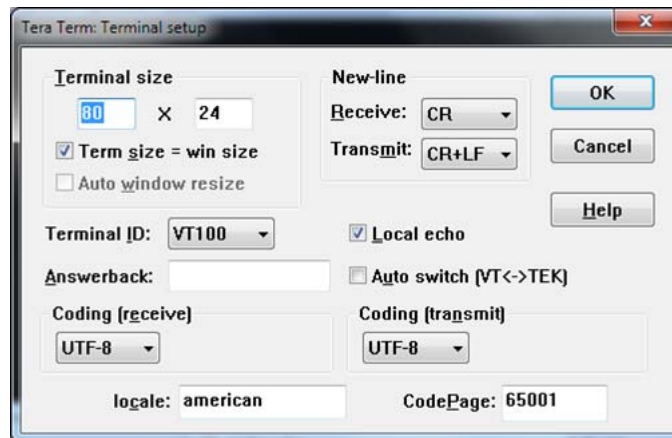 Tera Term: Terminal setup
Terminal size
80 X 24
Term size = win size
Auto window resize
New-line
Receive: CR
Transmit: CR+LF
OK
Cancel
Help
Terminal ID: VT100
Local echo
Answerback:
Auto switch (VT<->TEK)
Coding (receive)
UTF-8
Coding (transmit)
UTF-8
locale: american
CodePage: 65001